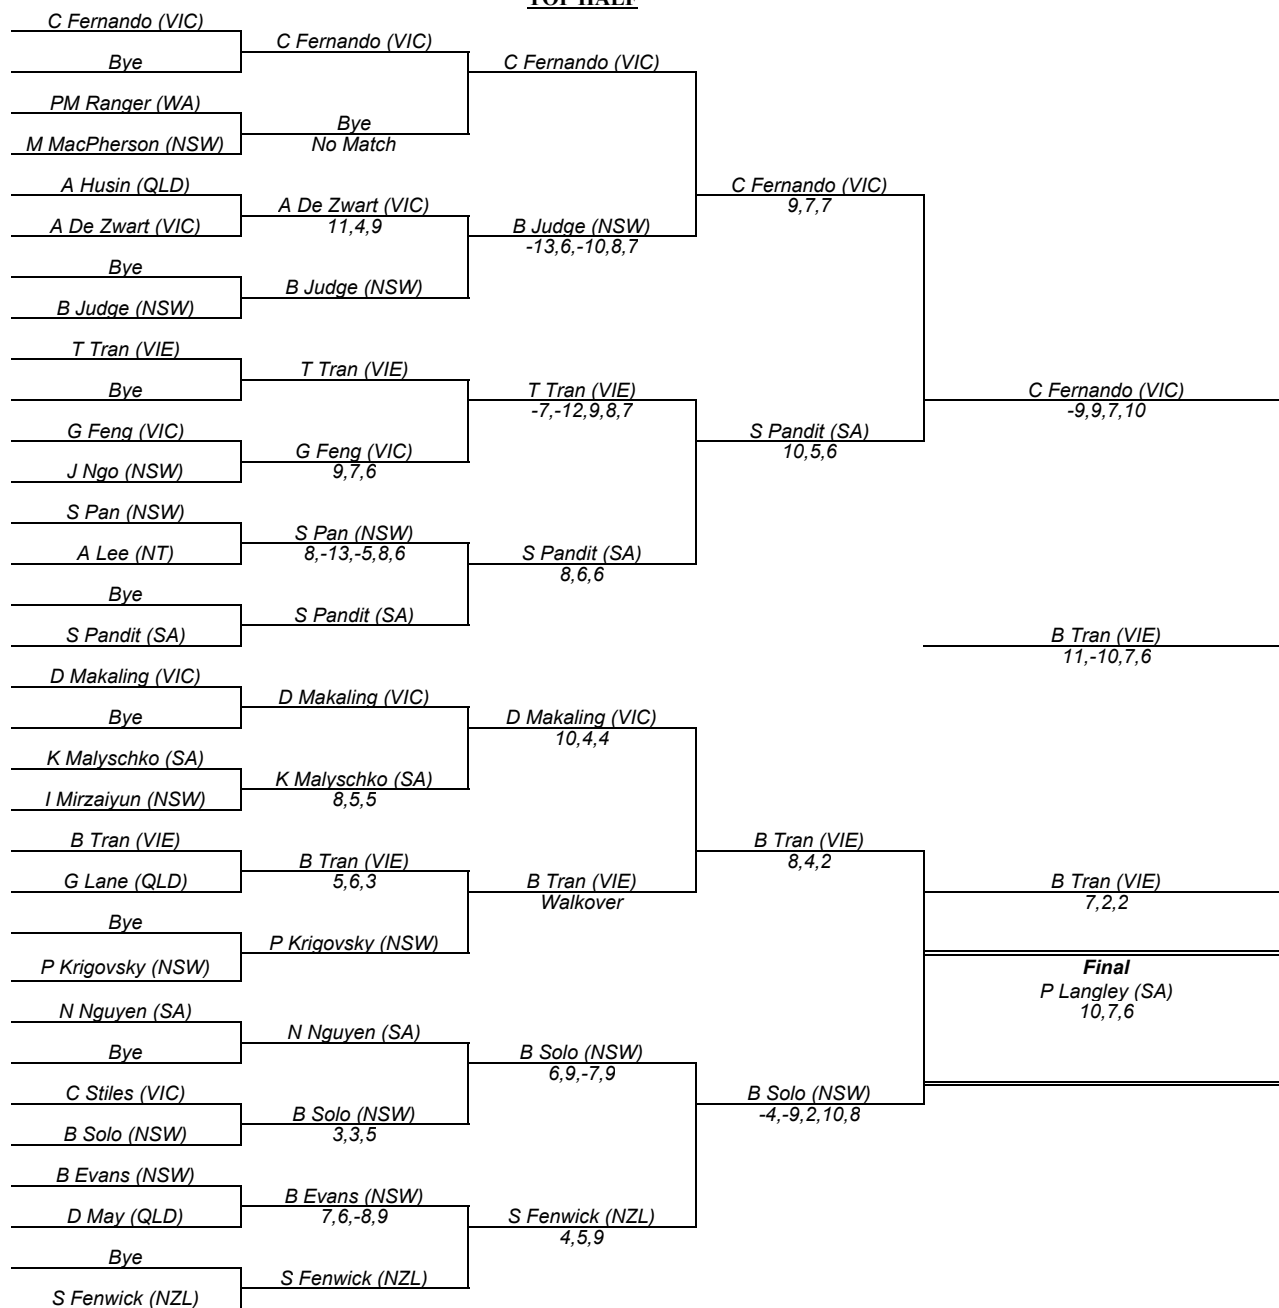 TOP HALF
C Fernando (VIC)
Bye
PM Ranger (WA)
M MacPherson (NSW)
A Husin (QLD)
A De Zwart (VIC)
Bye
B Judge (NSW)
T Tran (VIE)
Bye
G Feng (VIC)
J Ngo (NSW)
S Pan (NSW)
A Lee (NT)
Bye
S Pandit (SA)
D Makaling (VIC)
Bye
K Malyschko (SA)
I Mirzaiyun (NSW)
B Tran (VIE)
G Lane (QLD)
Bye
P Krigovsky (NSW)
N Nguyen (SA)
Bye
C Stiles (VIC)
B Solo (NSW)
B Evans (NSW)
D May (QLD)
Bye
S Fenwick (NZL)
C Fernando (VIC)
Bye
No Match
A De Zwart (VIC)
11,4,9
B Judge (NSW)
T Tran (VIE)
G Feng (VIC)
9,7,6
S Pan (NSW)
8,-13,-5,8,6
S Pandit (SA)
D Makaling (VIC)
K Malyschko (SA)
8,5,5
B Tran (VIE)
5,6,3
P Krigovsky (NSW)
N Nguyen (SA)
B Solo (NSW)
3,3,5
B Evans (NSW)
7,6,-8,9
S Fenwick (NZL)
C Fernando (VIC)
B Judge (NSW)
-13,6,-10,8,7
T Tran (VIE)
-7,-12,9,8,7
S Pandit (SA)
8,6,6
D Makaling (VIC)
10,4,4
B Tran (VIE)
Walkover
B Solo (NSW)
6,9,-7,9
S Fenwick (NZL)
4,5,9
C Fernando (VIC)
9,7,7
S Pandit (SA)
10,5,6
B Tran (VIE)
8,4,2
B Solo (NSW)
-4,-9,2,10,8
C Fernando (VIC)
-9,9,7,10
B Tran (VIE)
11,-10,7,6
B Tran (VIE)
7,2,2
Final
P Langley (SA)
10,7,6